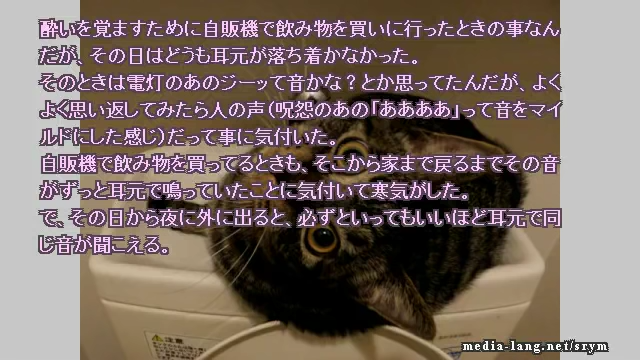 酔いを覚ますために自販機で飲み物を買いに行ったときの事なん
だが、その日はどうも耳元が落ち着かなかった。
そのときは電灯のあのジーッて音かな？とか思ってたんだが、よく
よく思い返してみたら人の声（呪怨のあの「ああああ」って音をマイ
ルドにした感じ）だって事に気付いた。
自販機で飲み物を買ってるときも、そこから家まで戻るまでその音
がずっと耳元で鳴っていたことに気付いて寒気がした。
で、その日から夜に外に出ると、必ずといってもいいほど耳元で同
じ音が聞こえる。
注意
media-lang.net/srym